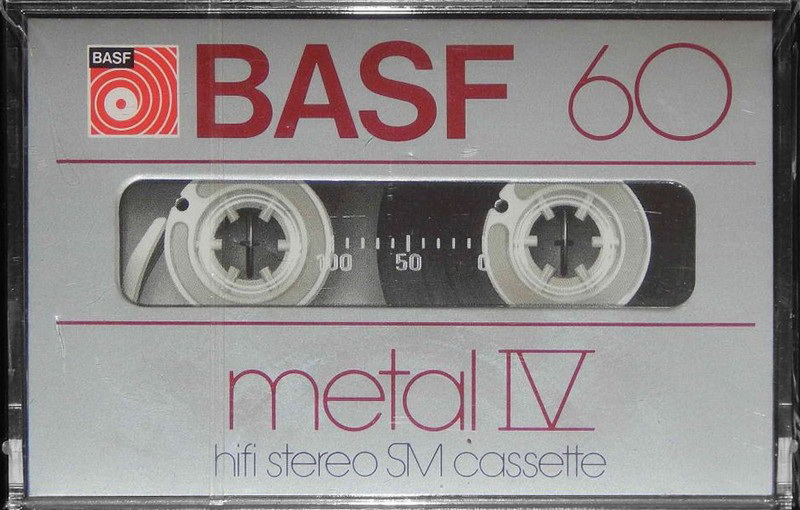 BASF
BASF 60
100 50 0
metal IV
hifi stereo SM cassette